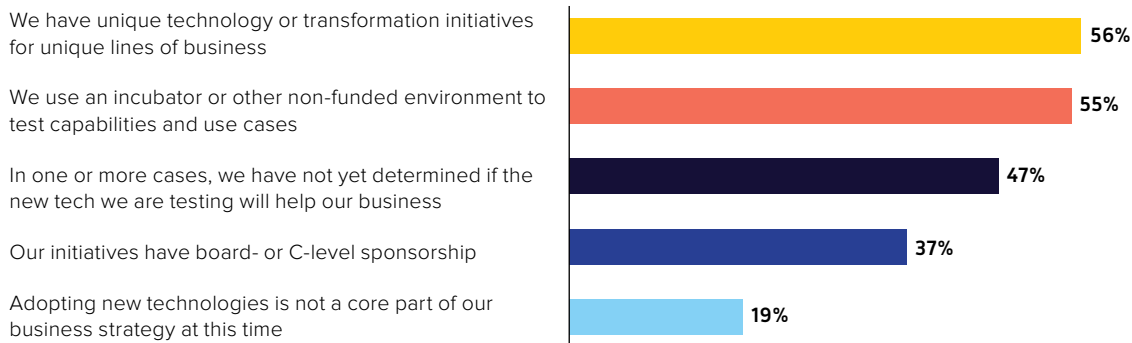 We have unique technology or transformation initiatives
for unique lines of business
56%
We use an incubator or other non-funded environment to
test capabilities and use cases
55%
In one or more cases, we have not yet determined if the
new tech we are testing will help our business
47%
Our initiatives have board- or C-level sponsorship
37%
Adopting new technologies is not a core part of our
business strategy at this time
19%